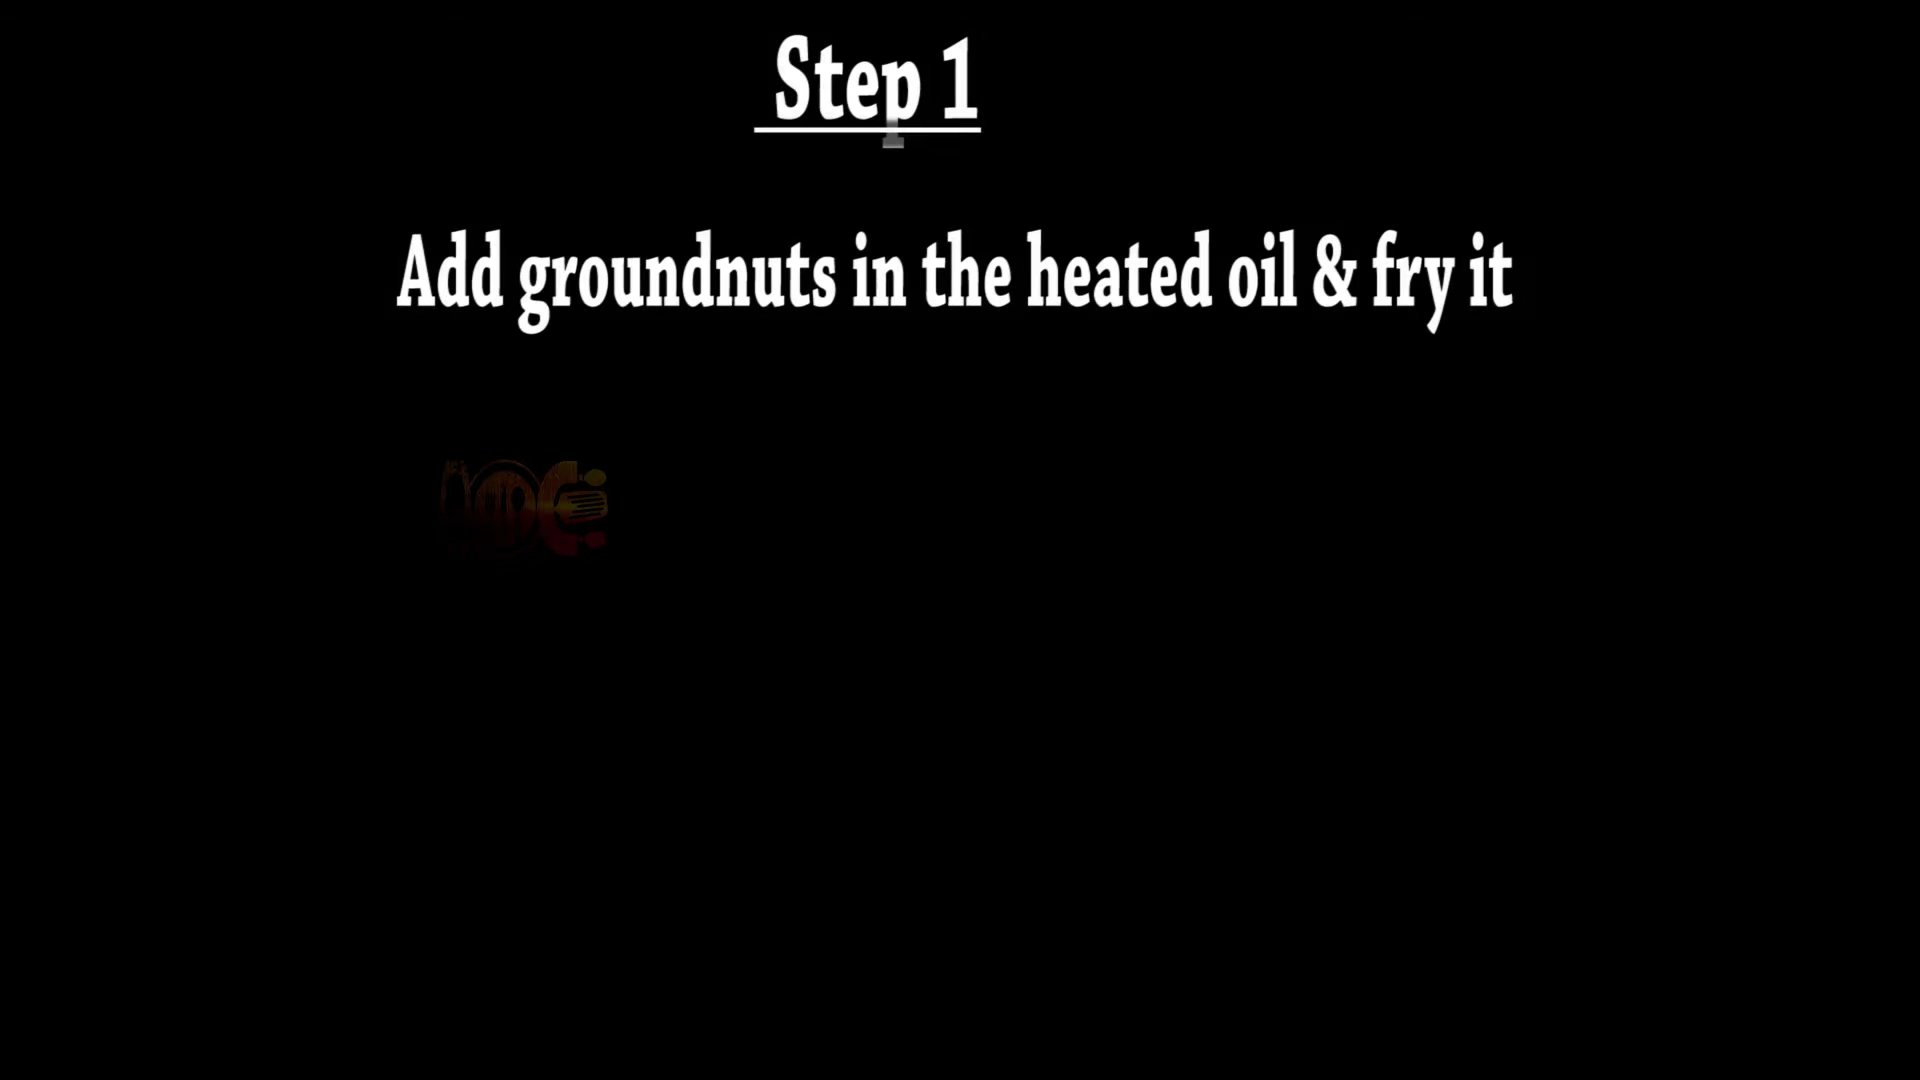 Step 1
Add groundnuts in the heated oil & fry it